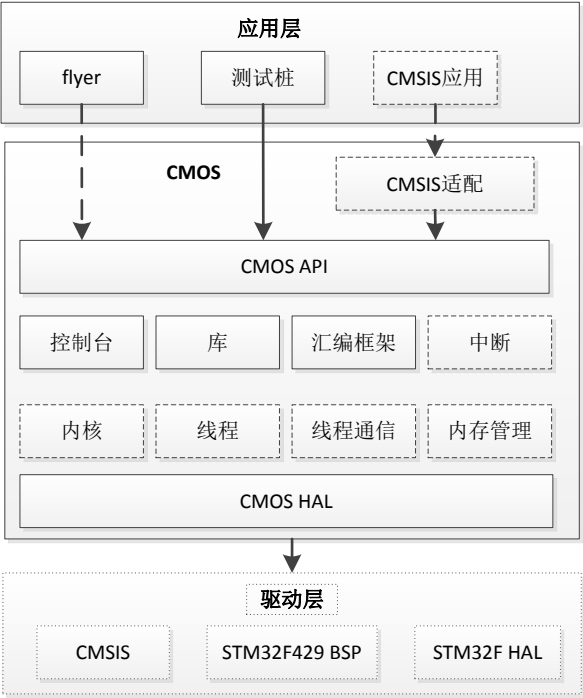 应用层
flyer
测试桩
CMSIS应用
CMOS
CMSIS适配
CMOS API
控制台
库
汇编框架
中断
内核
线程
线程通信
内存管理
CMOS HAL
驱动层
CMSIS
STM32F429 BSP
STM32F HAL